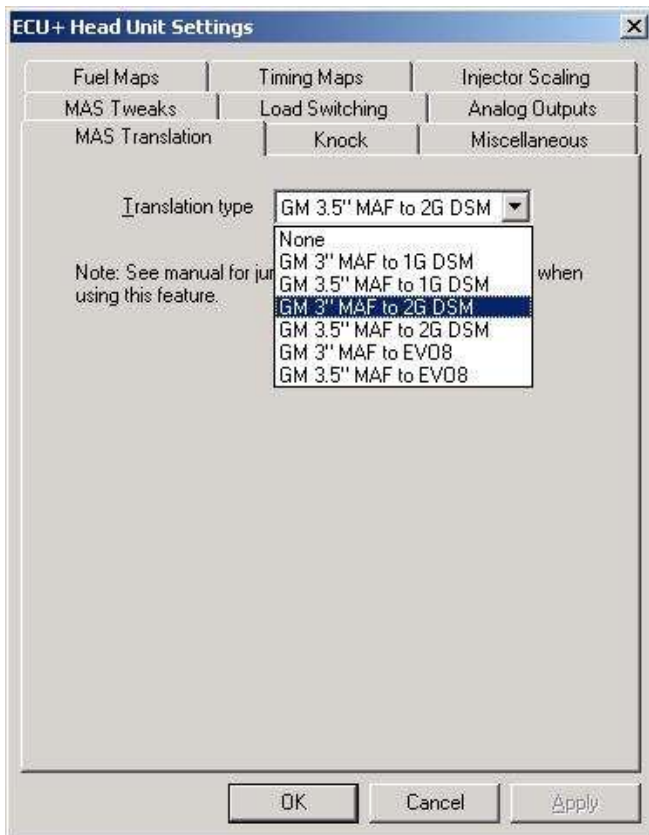 ECU+ Head Unit Settings
Fuel Maps Timing Maps Injector Scaling
MAS Tweaks Load Switching Analog Outputs
MAS Translation Knock Miscellaneous
Translation type GM 3.5" MAF to 2G DSM
None
GM 3" MAF to 1G DSM
Note: See manual for when
GM 3.5" MAF to 1G DSM
using this feature.
GM 3" MAF to 2G DSM
GM 3.5" MAF to 2G DSM
GM 3" MAF to EVO8
GM 3.5" MAF to EVO8
OK Cancel Apply